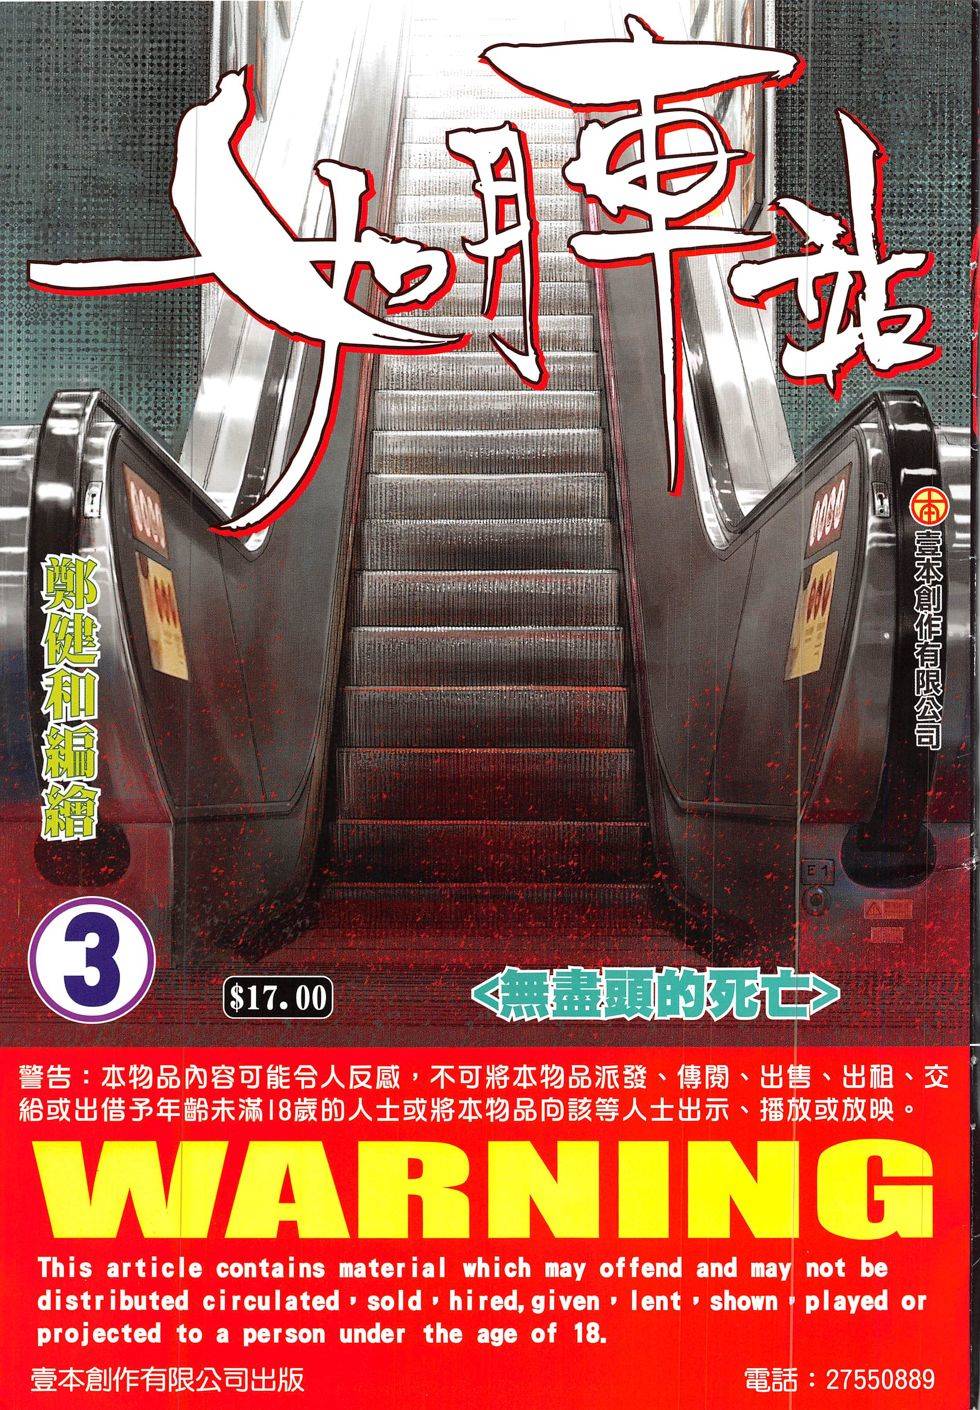 如月車站
本
壹本創作有限公司
鄭健和編繪
E1
3
$17.00
<無盡頭的死亡>
警告：本物品內容可能令人反感，不可將本物品派發、傳閱、出售、出租、交
給或出借予年齡未滿18歲的人士或將本物品向該等人士出示、播放或放映。
WARNING
This article contains material which may offend and may not be
distributed circulated，sold，hired,given，lent，shown，played or
projected to a person under the age of 18.
壹本創作有限公司出版
電話：27550889